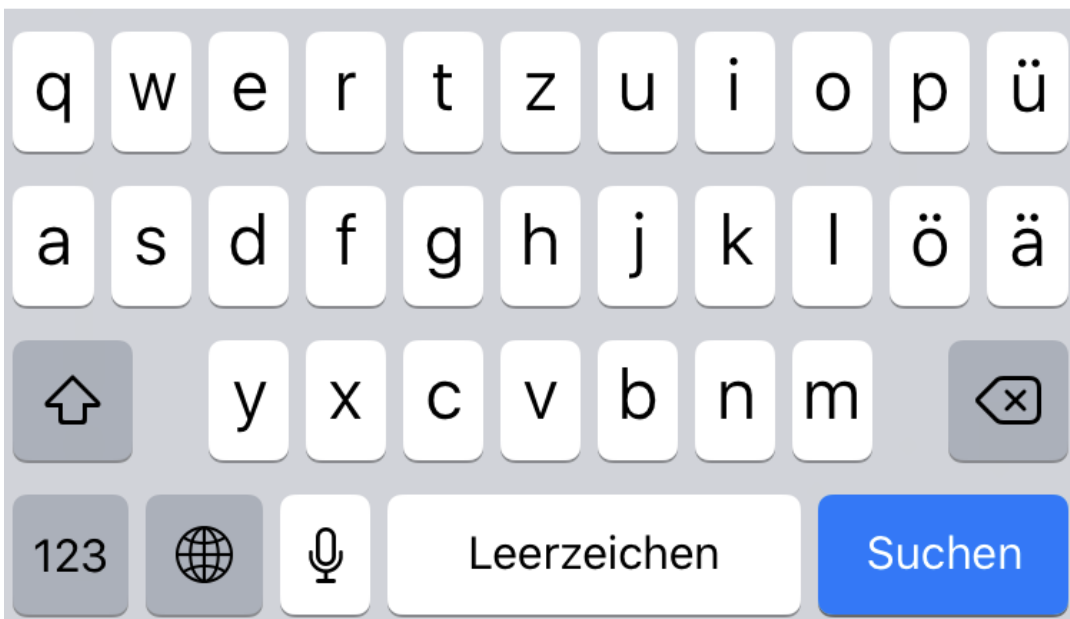 q w e r t z u i o p ü
a s d f g h j k l ö ä
y x c v b n m
123 Leerzeichen Suchen